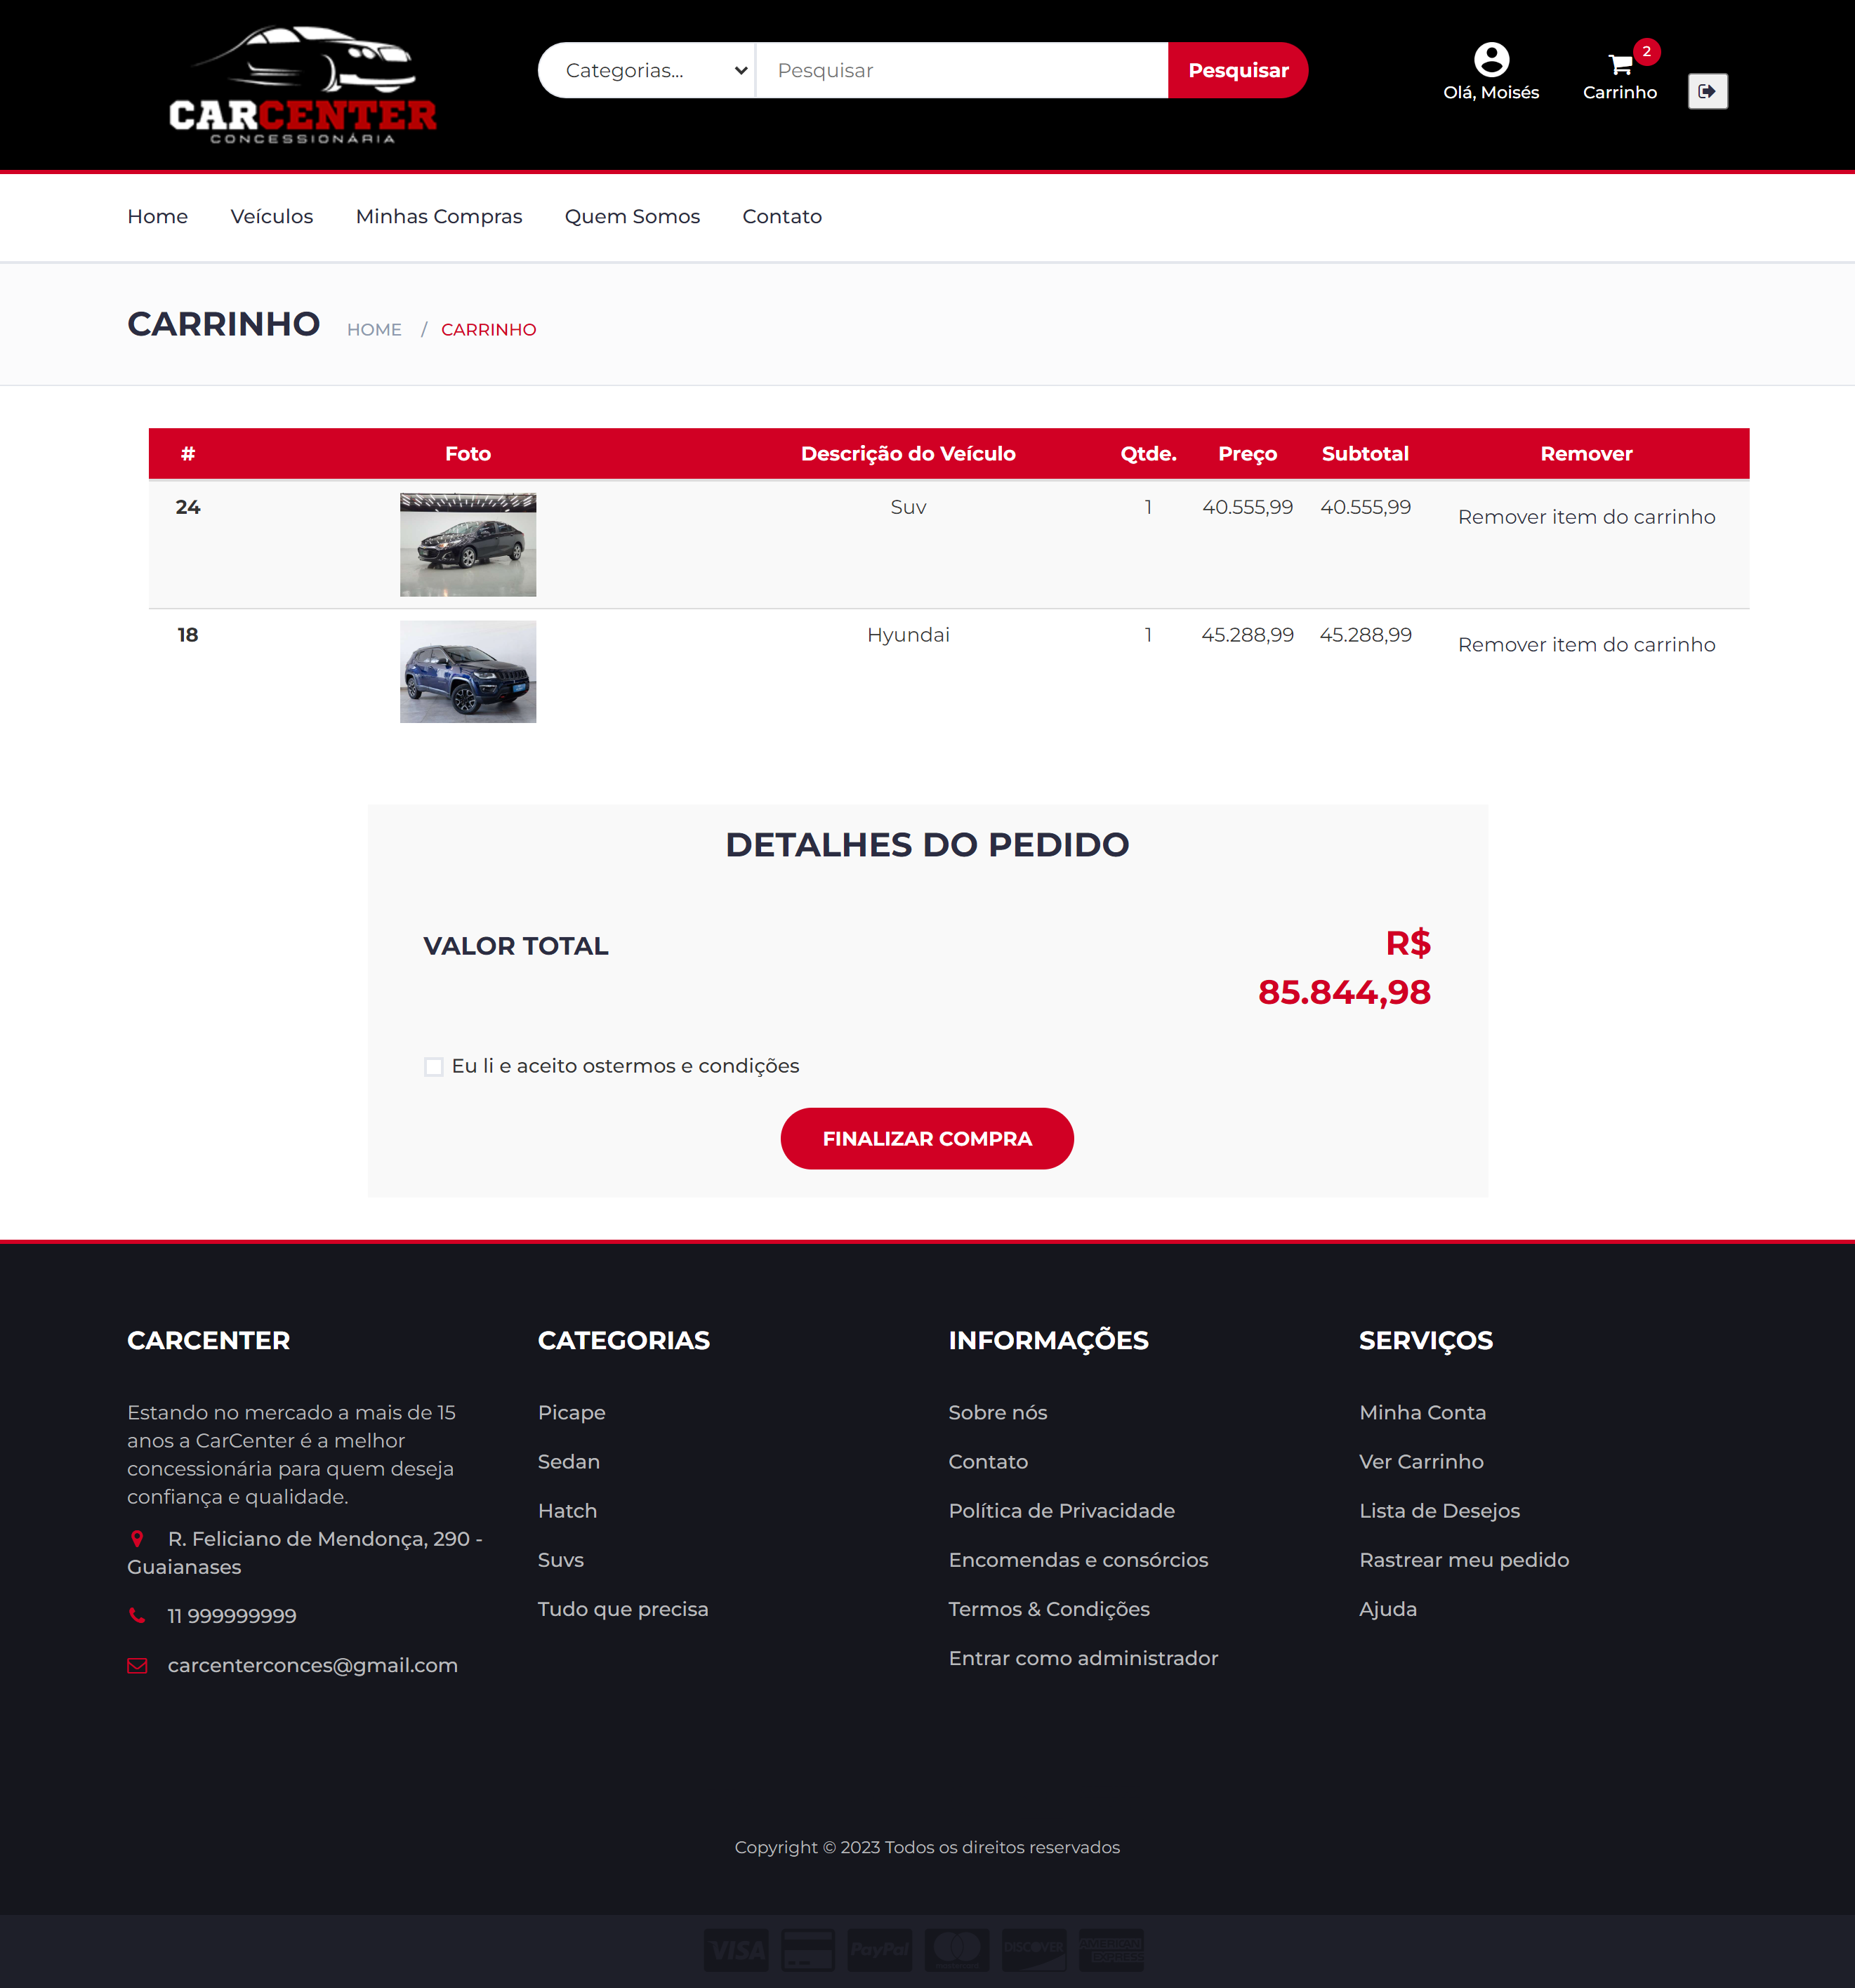 CARCENTER
CONCESSIONÁRIA
Categorias...
Pesquisar
Pesquisar
Olá, Moisés
2
Carrinho
Home
Veículos
Minhas Compras
Quem Somos
Contato
CARRINHO
HOME / CARRINHO
# Foto Descrição do Veículo Qtde. Preço Subtotal Remover
24 Suv 1 40.555,99 40.555,99 Remover item do carrinho
18 Hyundai 1 45.288,99 45.288,99 Remover item do carrinho
DETALHES DO PEDIDO
VALOR TOTAL
R$
85.844,98
Eu li e aceito ostermos e condições
FINALIZAR COMPRA
CARCENTER
Estando no mercado a mais de 15
anos a CarCenter é a melhor
concessionária para quem deseja
confiança e qualidade.
R. Feliciano de Mendonça, 290 -
Guaianases
11 999999999
carcenterconces@gmail.com
CATEGORIAS
Picape
Sedan
Hatch
Suvs
Tudo que precisa
INFORMAÇÕES
Sobre nós
Contato
Política de Privacidade
Encomendas e consórcios
Termos & Condições
Entrar como administrador
SERVIÇOS
Minha Conta
Ver Carrinho
Lista de Desejos
Rastrear meu pedido
Ajuda
Copyright © 2023 Todos os direitos reservados
VISA
PayPal
DISCOVER
AMERICAN
EXPRESS